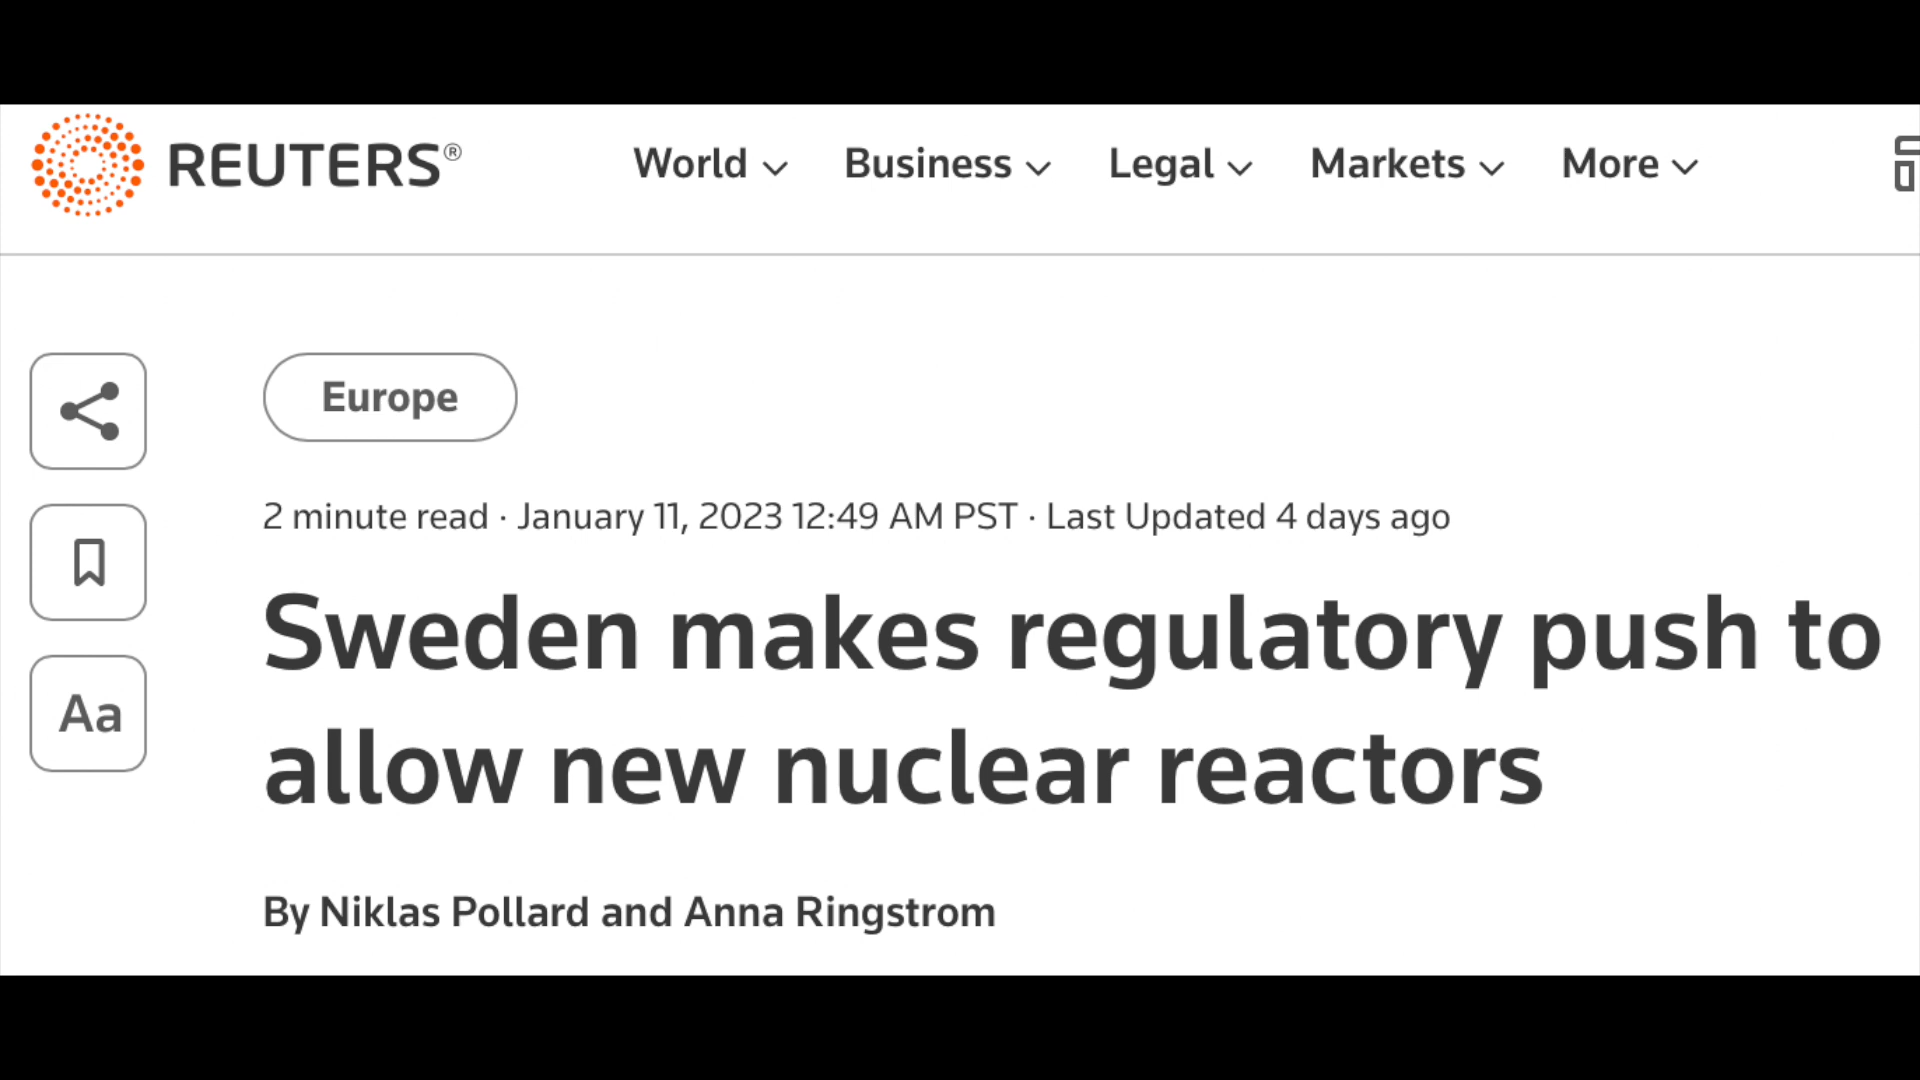 REUTERS®
World Business Legal Markets More
Europe
2 minute read · January 11, 2023 12:49 AM PST · Last Updated 4 days ago
Sweden makes regulatory push to
allow new nuclear reactors
Aa
By Niklas Pollard and Anna Ringstrom